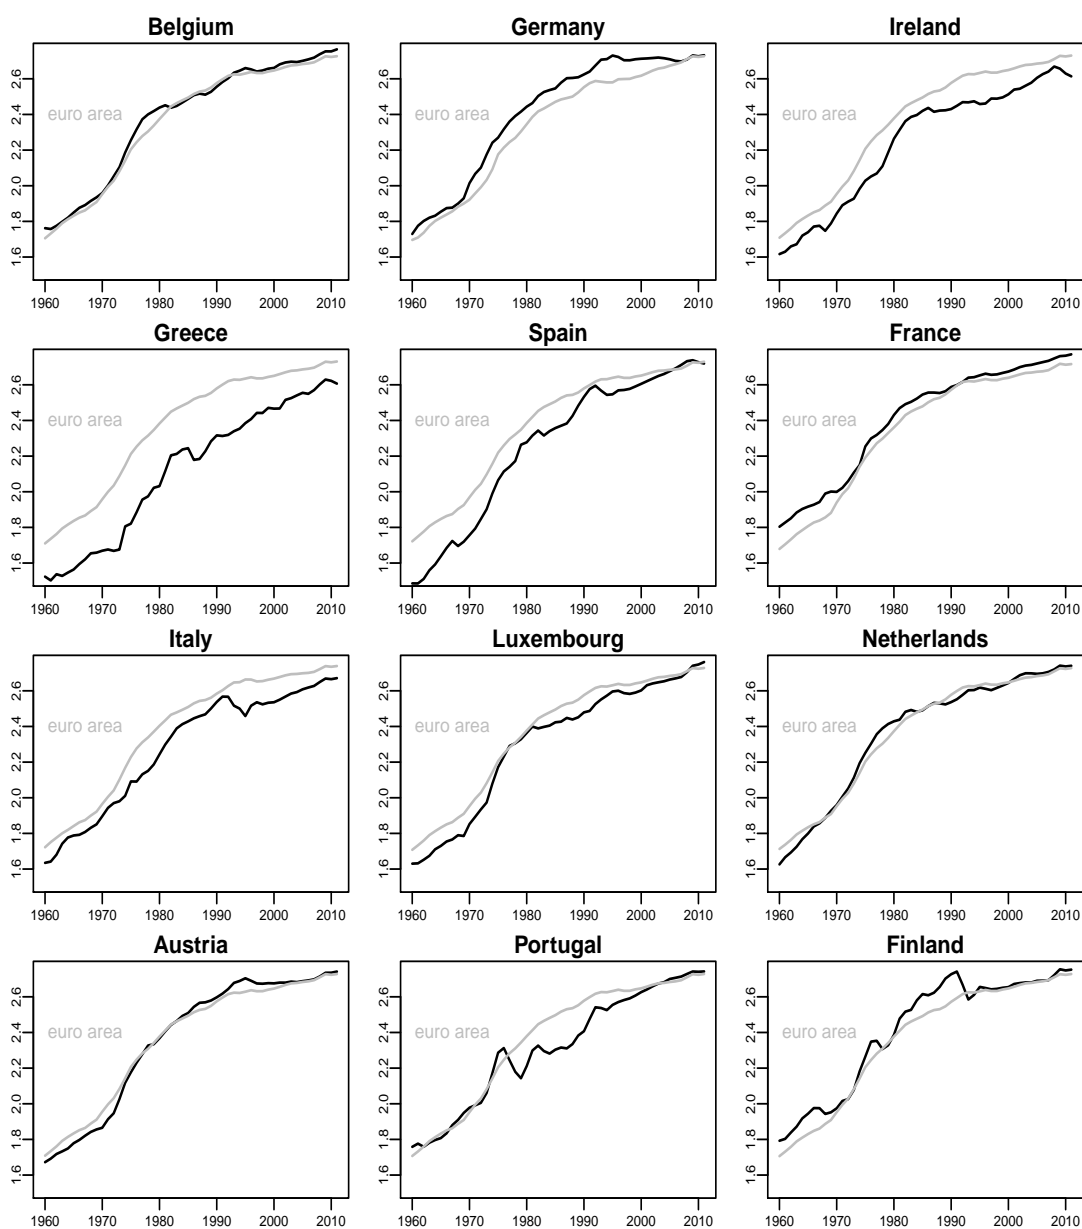 Belgium Germany Ireland
2.6 2.6 2.6
2.4 euro area 2.4 euro area 2.4 euro area
2.2 2.2 2.2
2.0 2.0 2.0
1.8 1.8 1.8
1.6 1.6 1.6
1960 1970 1980 1990 2000 2010 1960 1970 1980 1990 2000 2010 1960 1970 1980 1990 2000 2010
Greece Spain France
2.6 2.6 2.6
2.4 euro area 2.4 euro area 2.4 euro area
2.2 2.2 2.2
2.0 2.0 2.0
1.8 1.8 1.8
1.6 1.6 1.6
1960 1970 1980 1990 2000 2010 1960 1970 1980 1990 2000 2010 1960 1970 1980 1990 2000 2010
Italy Luxembourg Netherlands
2.6 2.6 2.6
2.4 euro area 2.4 euro area 2.4 euro area
2.2 2.2 2.2
2.0 2.0 2.0
1.8 1.8 1.8
1.6 1.6 1.6
1960 1970 1980 1990 2000 2010 1960 1970 1980 1990 2000 2010 1960 1970 1980 1990 2000 2010
Austria Portugal Finland
2.6 2.6 2.6
2.4 euro area 2.4 euro area 2.4 euro area
2.2 2.2 2.2
2.0 2.0 2.0
1.8 1.8 1.8
1.6 1.6 1.6
1960 1970 1980 1990 2000 2010 1960 1970 1980 1990 2000 2010 1960 1970 1980 1990 2000 2010